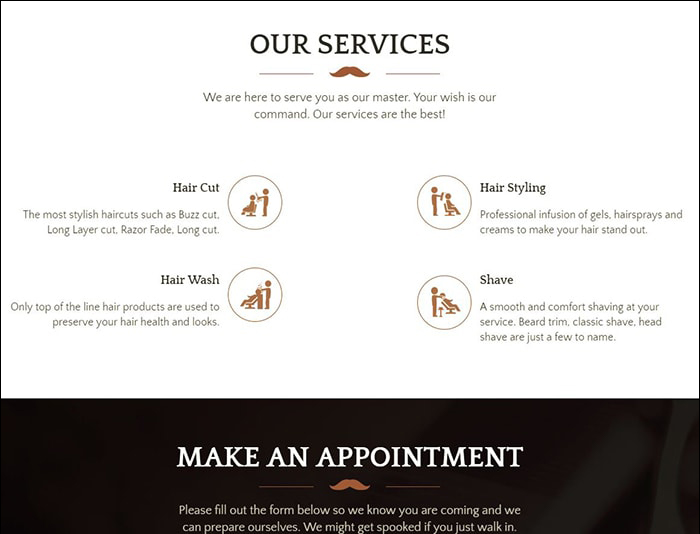 OUR SERVICES
We are here to serve you as our master. Your wish is our
command. Our services are the best!
Hair Cut
The most stylish haircuts such as Buzz cut,
Long Layer cut, Razor Fade, Long cut.
Hair Styling
Professional infusion of gels, hairsprays and
creams to make your hair stand out.
Hair Wash
Only top of the line hair products are used to
preserve your hair health and looks.
Shave
A smooth and comfort shaving at your
service. Beard trim, classic shave, head
shave are just a few to name.
MAKE AN APPOINTMENT
Please fill out the form below so we know you are coming and we
can prepare ourselves. We might get spooked if you just walk in.